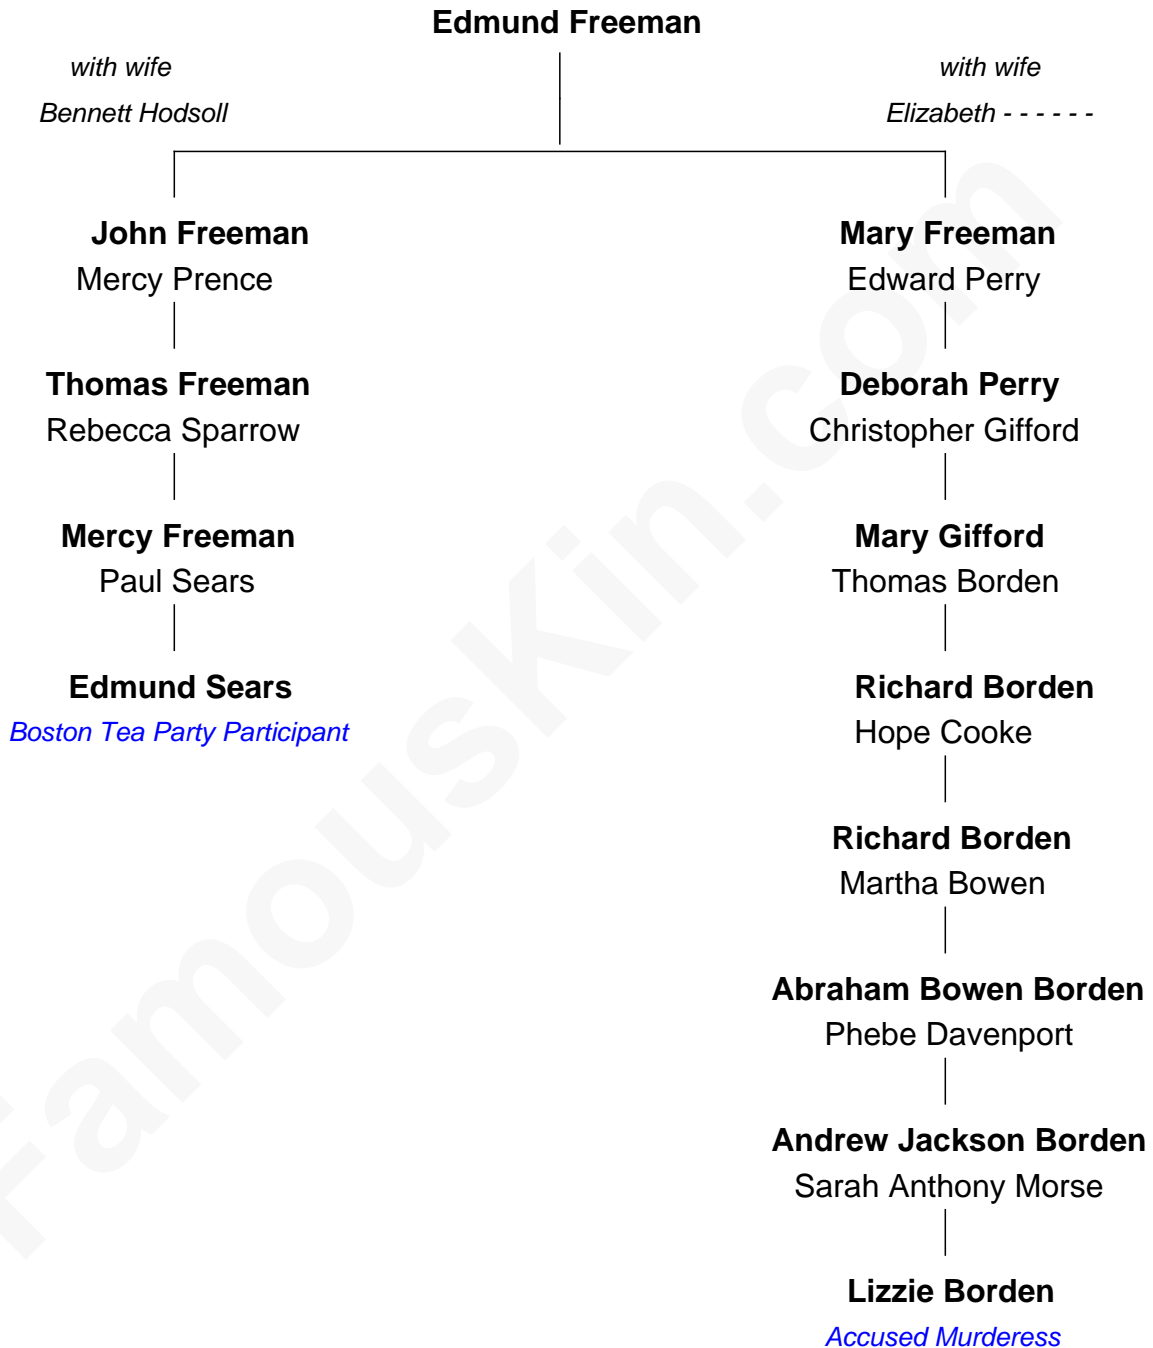 Edmund Freeman
with wife
Bennett Hodsoll
with wife
Elizabeth - - - - - -
John Freeman
Mercy Prence
Thomas Freeman
Rebecca Sparrow
Mercy Freeman
Paul Sears
Edmund Sears
Boston Tea Party Participant
Mary Freeman
Edward Perry
Deborah Perry
Christopher Gifford
Mary Gifford
Thomas Borden
Richard Borden
Hope Cooke
Richard Borden
Martha Bowen
Abraham Bowen Borden
Phebe Davenport
Andrew Jackson Borden
Sarah Anthony Morse
Lizzie Borden
Accused Murderess
FamousKin.com